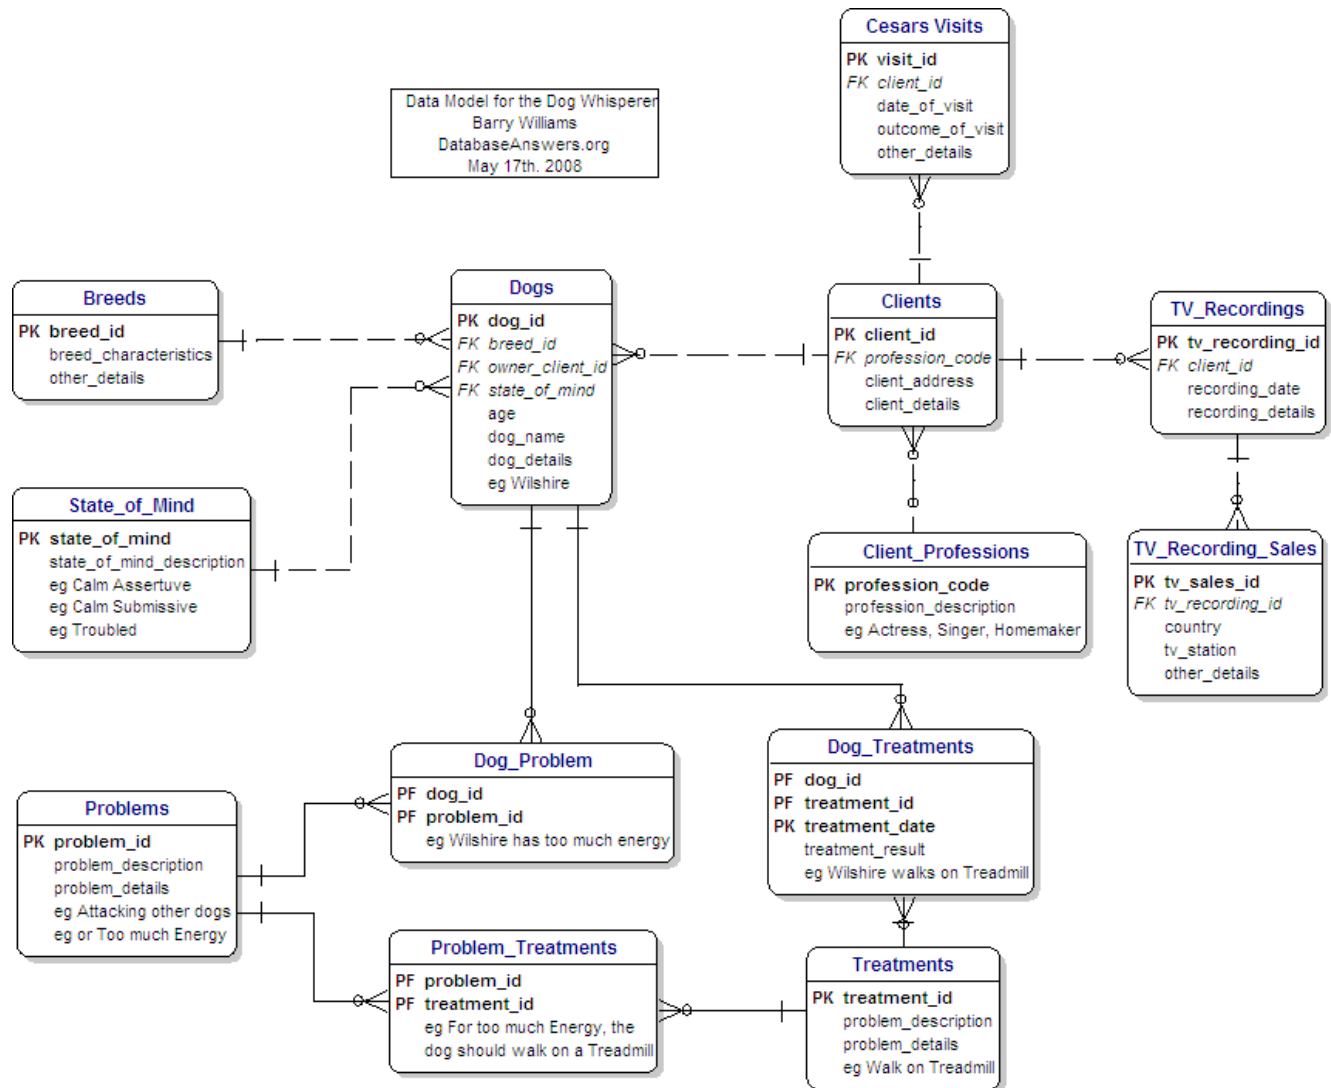 Cesars Visits
PK visit_id
FK client_id
date_of_visit
outcome_of_visit
other_details
Data Model for the Dog Whisperer
Barry Williams
DatabaseAnswers.org
May 17th. 2008
Breeds
PK breed_id
breed_characteristics
other_details
Dogs
PK dog_id
FK breed_id
FK owner_client_id
FK state_of_mind
age
dog_name
dog_details
eg Wilshire
Clients
PK client_id
FK profession_code
client_address
client_details
TV_Recordings
PK tv_recording_id
FK client_id
recording_date
recording_details
State_of_Mind
PK state_of_mind
state_of_mind_description
eg Calm Assertuve
eg Calm Submissive
eg Troubled
Client_Professions
PK profession_code
profession_description
eg Actress, Singer, Homemaker
TV_Recording_Sales
PK tv_sales_id
FK tv_recording_id
country
tv_station
other_details
Dog_Problem
PF dog_id
PF problem_id
eg Wilshire has too much energy
Dog_Treatments
PF dog_id
PF treatment_id
PK treatment_date
treatment_result
eg Wilshire walks on Treadmill
Problems
PK problem_id
problem_description
problem_details
eg Attacking other dogs
eg or Too much Energy
Problem_Treatments
PF problem_id
PF treatment_id
eg For too much Energy, the
dog should walk on a Treadmill
Treatments
PK treatment_id
problem_description
problem_details
eg Walk on Treadmill